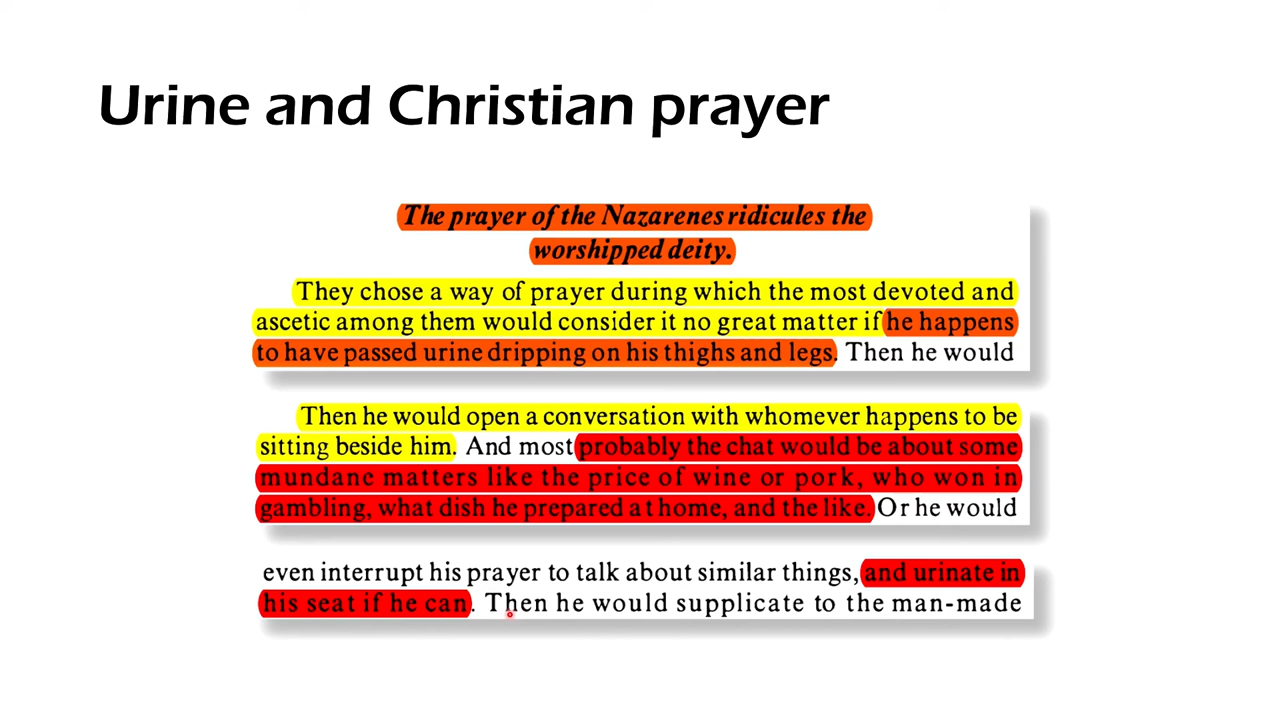 Urine and Christian prayer
The prayer of the Nazarenes ridicules the
worshipped deity.
They chose a way of prayer during which the most devoted and
ascetic among them would consider it no great matter if he happens
to have passed urine dripping on his thighs and legs. Then he would
Then he would open a conversation with whomever happens to be
sitting beside him. And most probably the chat would be about some
mundane matters like the price of wine or pork, who won in
gambling, what dish he prepared at home, and the like. Or he would
even interrupt his prayer to talk about similar things, and urinate in
his seat if he can. Then he would supplicate to the man-made